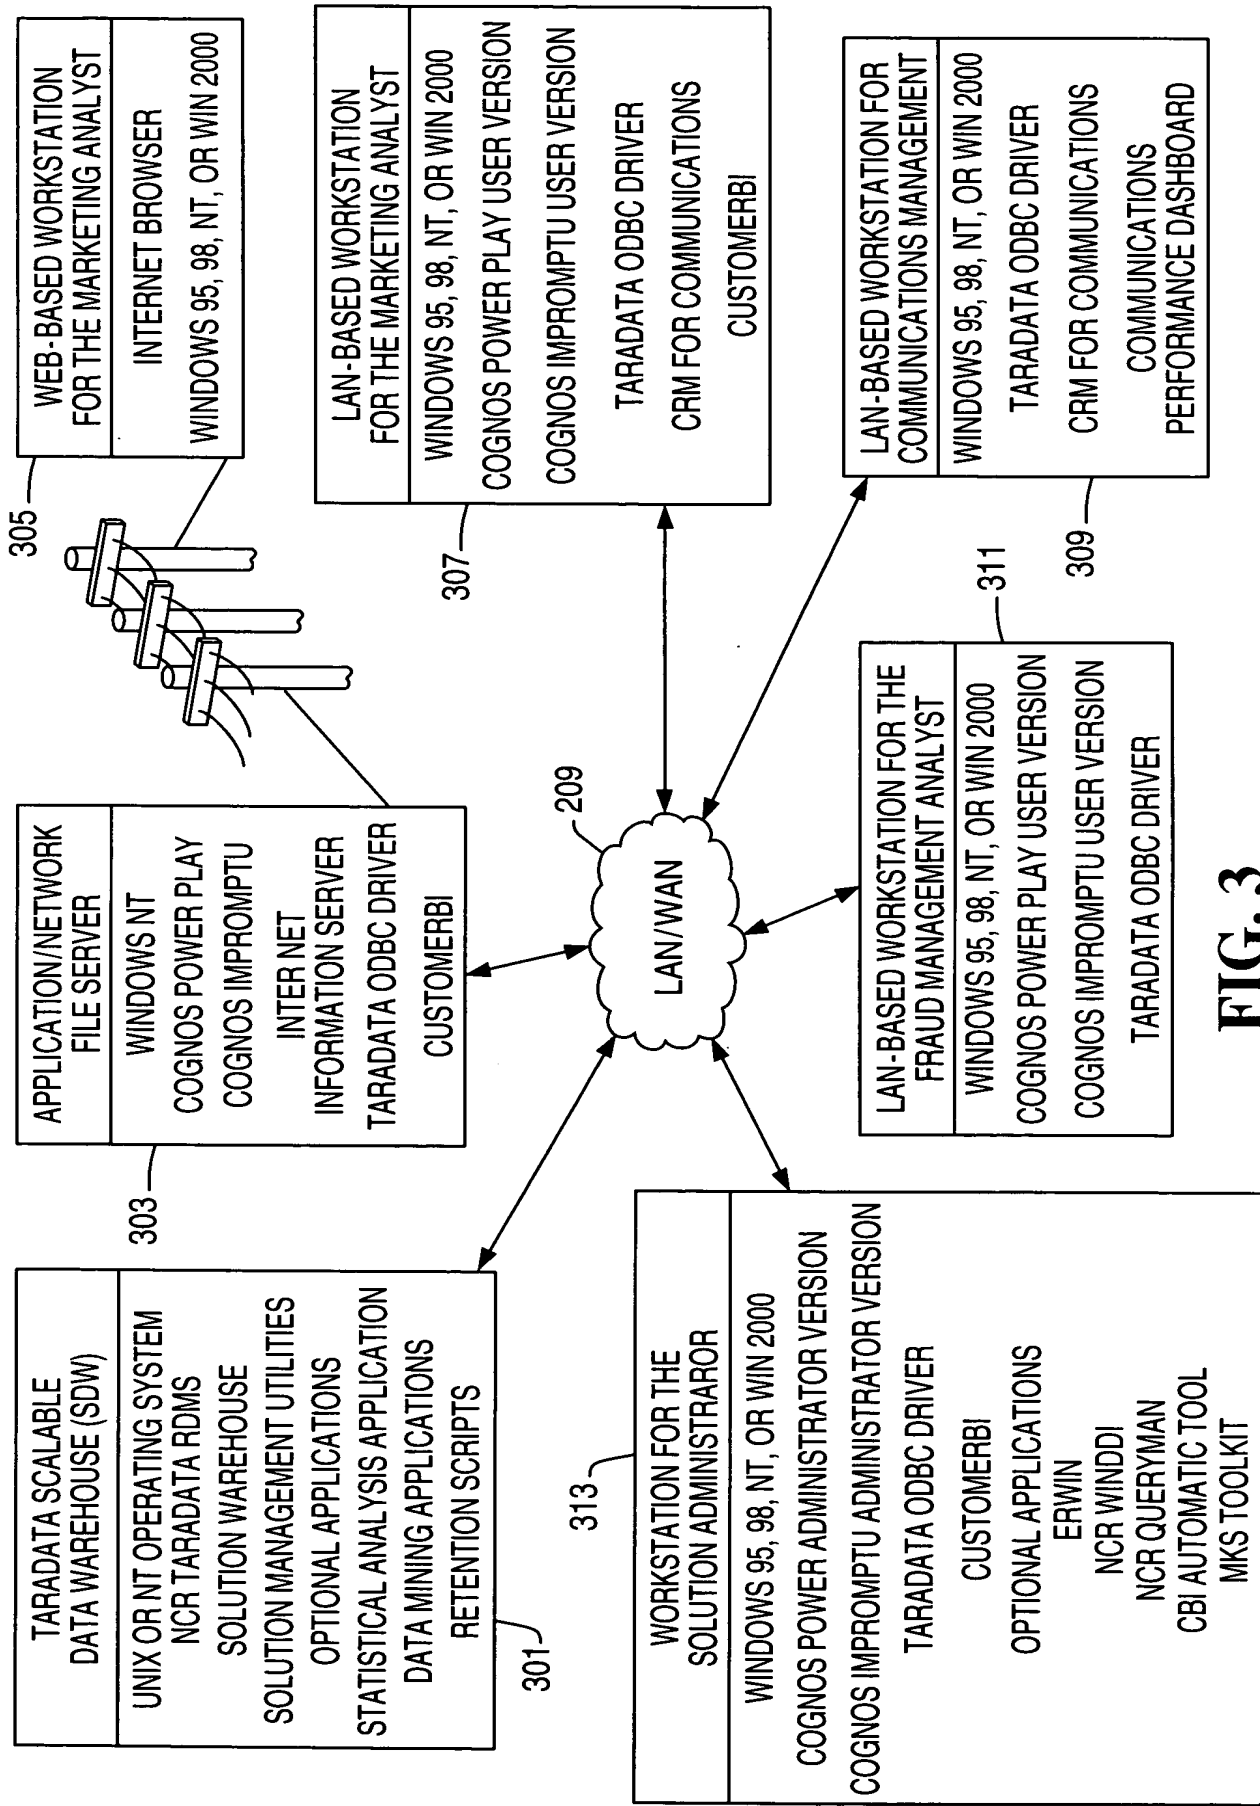 TARADATA SCALABLE
DATA WAREHOUSE (SDW)
UNIX OR NT OPERATING SYSTEM
NCR TARADATA RDMS
SOLUTION WAREHOUSE
SOLUTION MANAGEMENT UTILITIES
OPTIONAL APPLICATIONS
STATISTICAL ANALYSIS APPLICATION
DATA MINING APPLICATIONS
RETENTION SCRIPTS
301
APPLICATION/NETWORK
FILE SERVER
WINDOWS NT
COGNOS POWER PLAY
COGNOS IMPROMPTU
INTER NET
INFORMATION SERVER
TARADATA ODBC DRIVER
CUSTOMERBI
303
WEB-BASED WORKSTATION
FOR THE MARKETING ANALYST
INTERNET BROWSER
WINDOWS 95, 98, NT, OR WIN 2000
305
LAN-BASED WORKSTATION
FOR THE MARKETING ANALYST
WINDOWS 95, 98, NT, OR WIN 2000
COGNOS POWER PLAY USER VERSION
COGNOS IMPROMPTU USER VERSION
TARADATA ODBC DRIVER
CRM FOR COMMUNICATIONS
CUSTOMERBI
307
209
LAN/WAN
313
WORKSTATION FOR THE
SOLUTION ADMINISTRAROR
WINDOWS 95, 98, NT, OR WIN 2000
COGNOS POWER ADMINISTRATOR VERSION
COGNOS IMPROMPTU ADMINISTRATOR VERSION
TARADATA ODBC DRIVER
CUSTOMERBI
OPTIONAL APPLICATIONS
ERWIN
NCR WINDDI
NCR QUERYMAN
CBI AUTOMATIC TOOL
MKS TOOLKIT
LAN-BASED WORKSTATION FOR THE
FRAUD MANAGEMENT ANALYST
WINDOWS 95, 98, NT, OR WIN 2000
COGNOS POWER PLAY USER VERSION
COGNOS IMPROMPTU USER VERSION
TARADATA ODBC DRIVER
311
LAN-BASED WORKSTATION FOR
COMMUNICATIONS MANAGEMENT
WINDOWS 95, 98, NT, OR WIN 2000
TARADATA ODBC DRIVER
CRM FOR COMMUNICATIONS
COMMUNICATIONS
PERFORMANCE DASHBOARD
309
FIG. 3